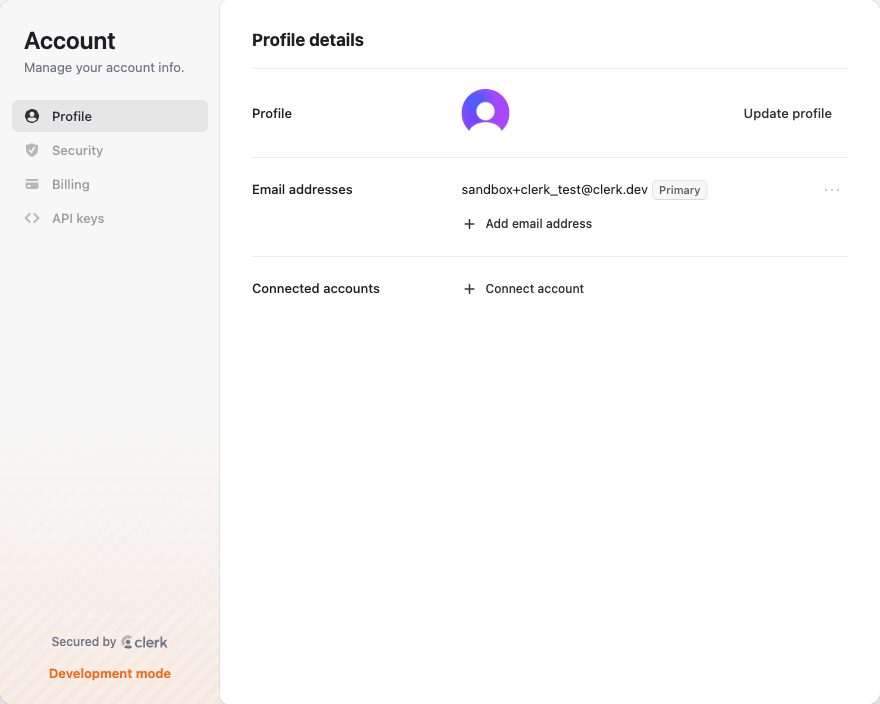 Account
Manage your account info.
Profile
Security
Billing
API keys
Secured by clerk
Development mode
Profile details
Profile
Update profile
Email addresses
sandbox+clerk_test@clerk.dev Primary
Add email address
Connected accounts
Connect account